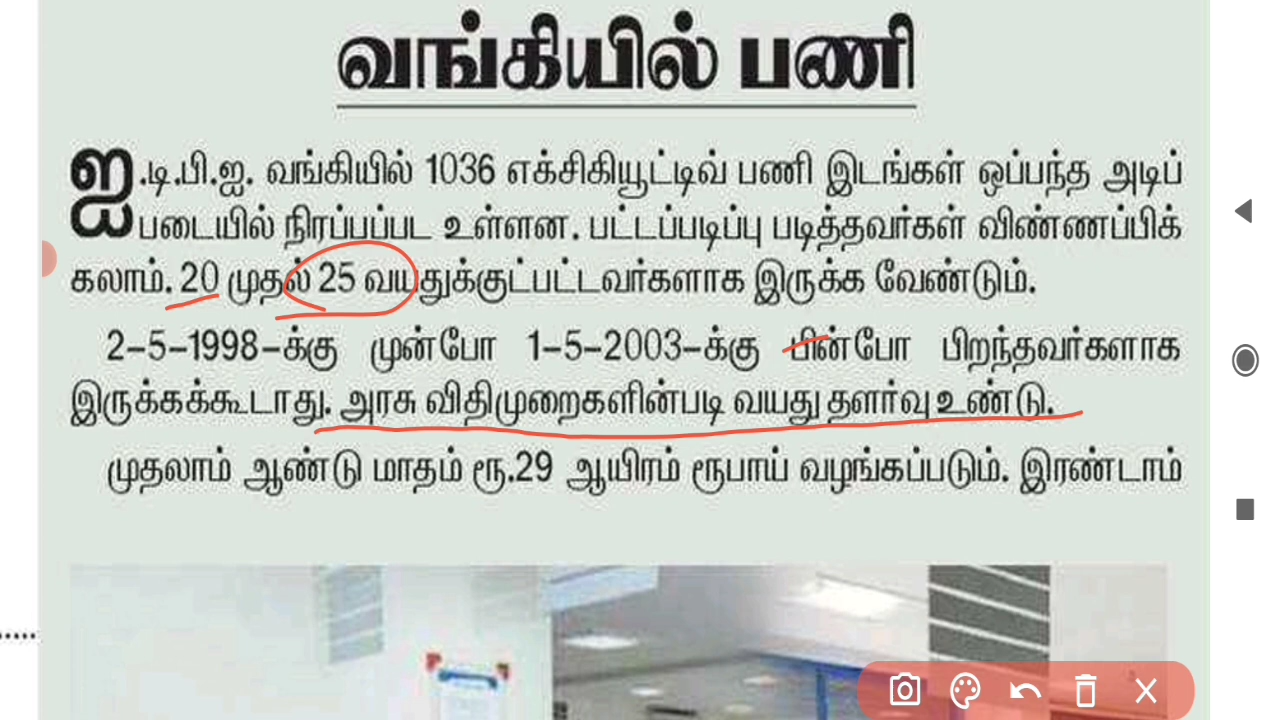 வங்கியில் பணி
ஐ.டி.பி.ஐ. வங்கியில் 1036 எக்சிகியூட்டிவ் பணி இடங்கள் ஒப்பந்த அடிப்
படையில் நிரப்பப்பட உள்ளன. பட்டப்படிப்பு படித்தவர்கள் விண்ணப்பிக்
கலாம். 20 முதல் 25 வயதுக்குட்பட்டவர்களாக இருக்க வேண்டும்.
2-5-1998-க்கு முன்போ 1-5-2003-க்கு பின்போ பிறந்தவர்களாக
இருக்கக்கூடாது. அரசு விதிமுறைகளின்படி வயது தளர்வு உண்டு.
முதலாம் ஆண்டு மாதம் ரூ.29 ஆயிரம் ரூபாய் வழங்கப்படும். இரண்டாம்